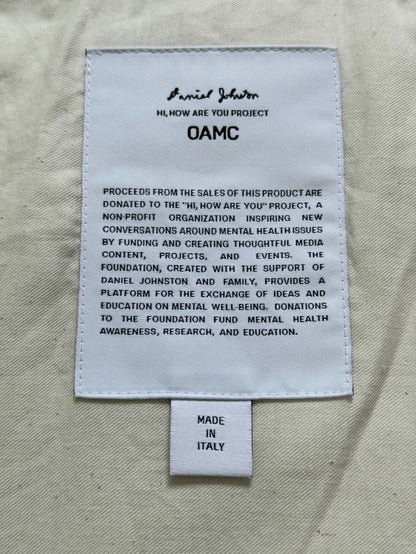 Daniel Johnston
HI, HOW ARE YOU PROJECT
OAMC
PROCEEDS FROM THE SALES OF THIS PRODUCT ARE
DONATED TO THE "HI, HOW ARE YOU" PROJECT, A
NON-PROFIT ORGANIZATION INSPIRING NEW
CONVERSATIONS AROUND MENTAL HEALTH ISSUES
BY FUNDING AND CREATING THOUGHTFUL MEDIA
CONTENT, PROJECTS, AND EVENTS. THE
FOUNDATION, CREATED WITH THE SUPPORT OF
DANIEL JOHNSTON AND FAMILY, PROVIDES A
PLATFORM FOR THE EXCHANGE OF IDEAS AND
EDUCATION ON MENTAL WELL-BEING. DONATIONS
TO THE FOUNDATION FUND MENTAL HEALTH
AWARENESS, RESEARCH, AND EDUCATION.
MADE
IN
ITALY